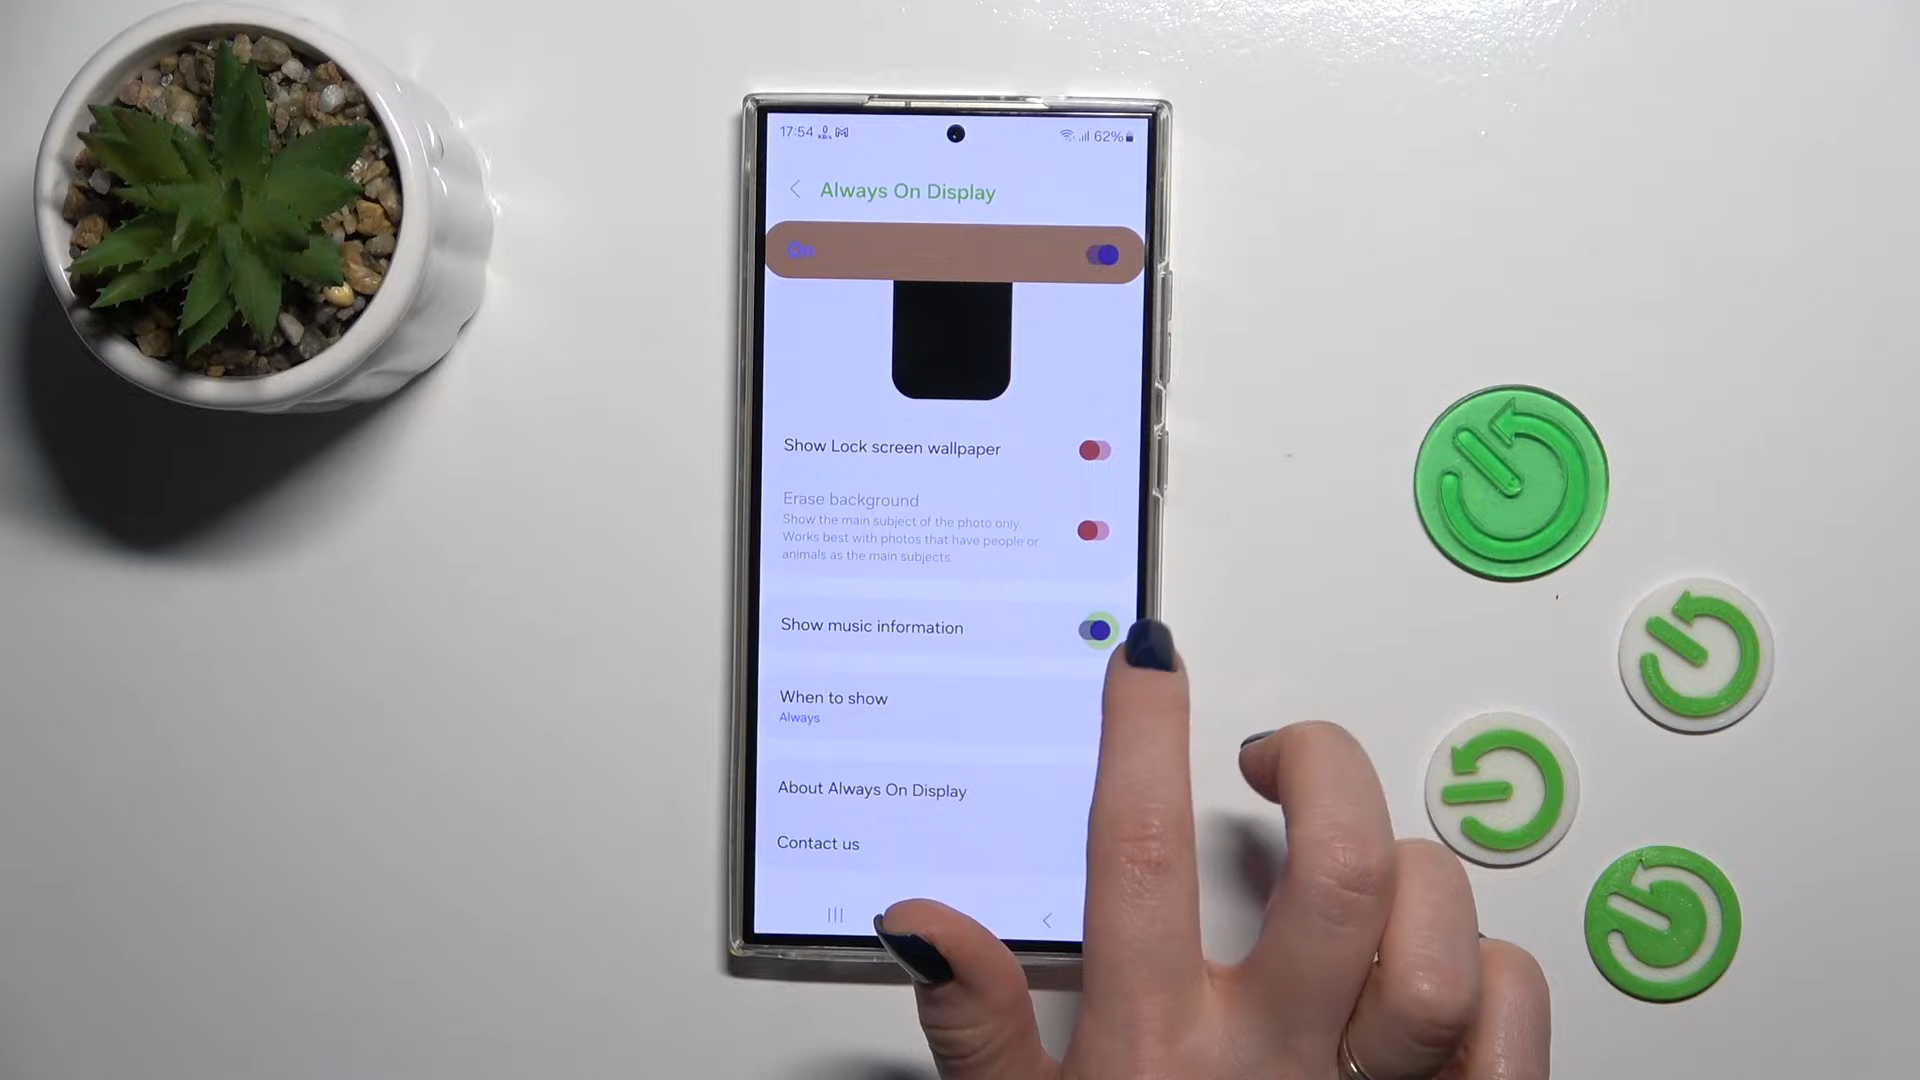 17:54
62%
Always On Display
On
Show Lock screen wallpaper
Erase background
Show the main subject of the photo only.
Works best with photos that have people or
animals as the main subjects.
Show music information
When to show
Always
About Always On Display
Contact us